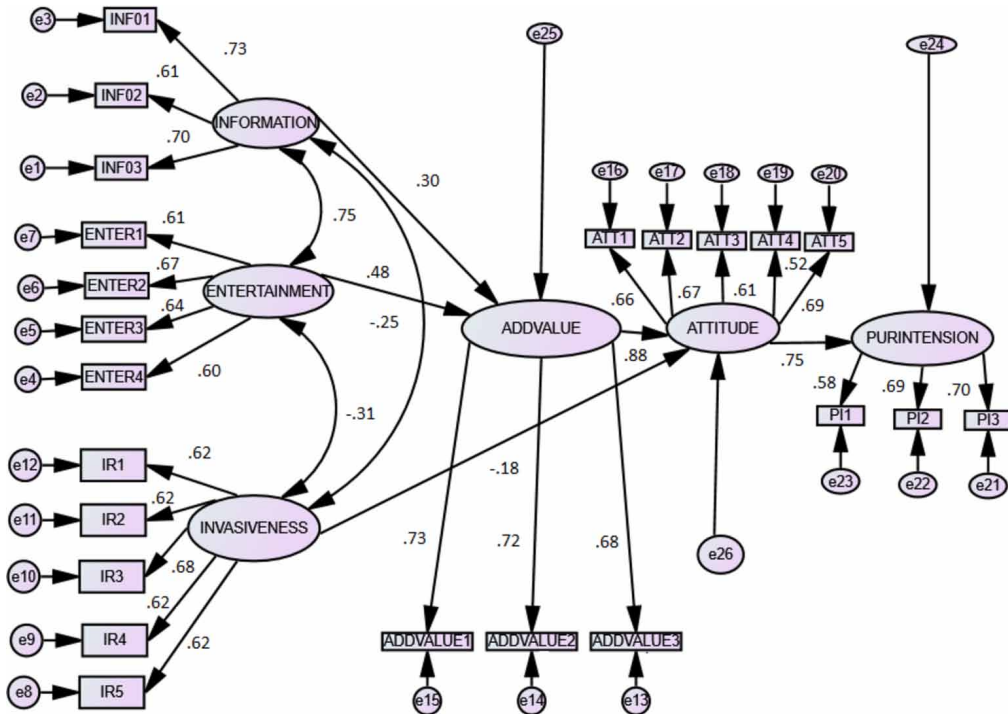 e3
INF01
.73
e2
INF02
.61
e1
INF03
.70
INFORMATION
.30
.75
e7
ENTER1
.61
e6
ENTER2
.67
e5
ENTER3
.64
e4
ENTER4
.60
ENTERTAINMENT
.48
-.25
-.31
e12
IR1
.62
e11
IR2
.62
e10
IR3
.68
e9
IR4
.62
e8
IR5
.62
INVASIVENESS
-.18
e25
ADDVALUE
.88
.73
.72
.68
ADDVALUE1
ADDVALUE2
ADDVALUE3
e15
e14
e13
e16
e17
e18
e19
e20
ATT1
ATT2
ATT3
ATT4
ATT5
.66
.67
.61
.52
.69
ATTITUDE
.75
e26
e24
PURINTENSION
.58
.69
.70
PI1
PI2
PI3
e23
e22
e21